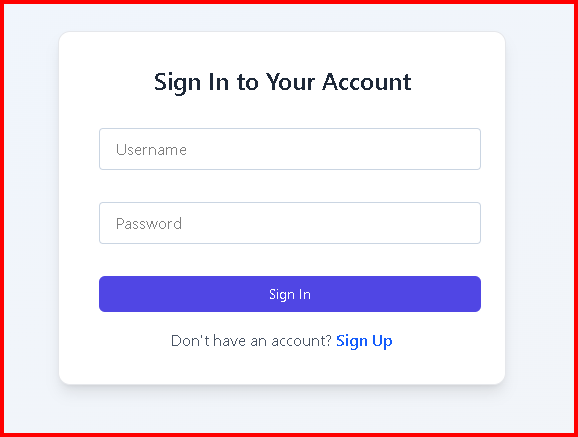 Sign In to Your Account
Username
Password
Sign In
Don't have an account? Sign Up